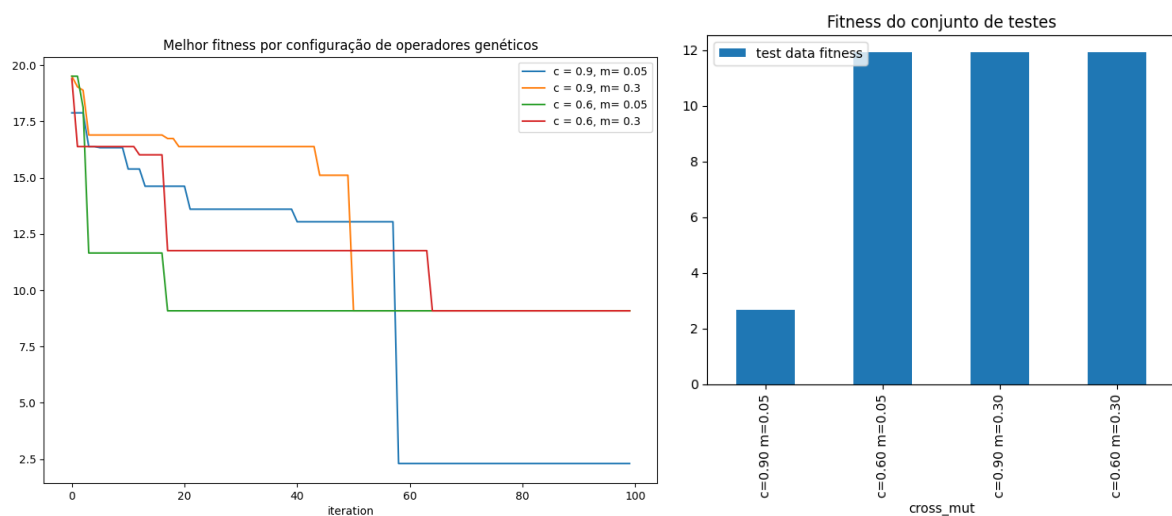 Melhor fitness por configuração de operadores genéticos
20.0
17.5
15.0
12.5
10.0
7.5
5.0
2.5
0
20
40
60
80
100
iteration
c = 0.9, m= 0.05
c = 0.9, m= 0.3
c = 0.6, m= 0.05
c = 0.6, m= 0.3
Fitness do conjunto de testes
test data fitness
12
10
8
6
4
2
0
c=0.90 m=0.05
c=0.60 m=0.05
c=0.90 m=0.30
c=0.60 m=0.30
cross_mut